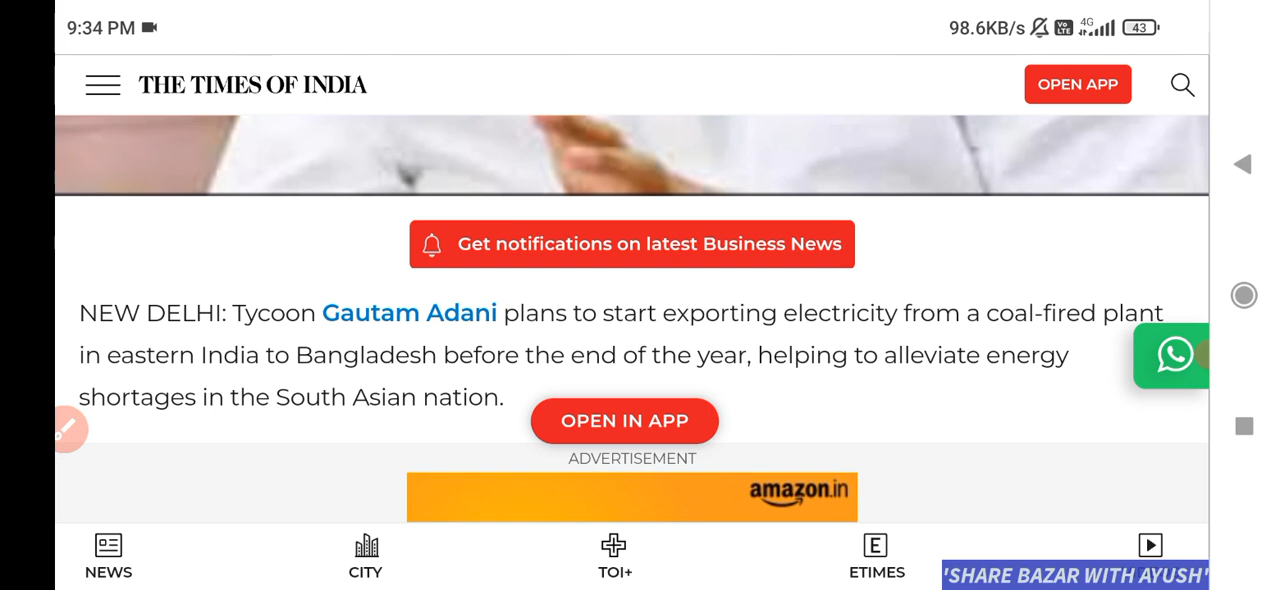 9:34 PM
98.6KB/s Vo LTE 4G 43
THE TIMES OF INDIA
OPEN APP
Get notifications on latest Business News
NEW DELHI: Tycoon Gautam Adani plans to start exporting electricity from a coal-fired plant
in eastern India to Bangladesh before the end of the year, helping to alleviate energy
shortages in the South Asian nation.
OPEN IN APP
ADVERTISEMENT
amazon.in
NEWS
CITY
TOI+
E
ETIMES
'SHARE BAZAR WITH AYUSH'